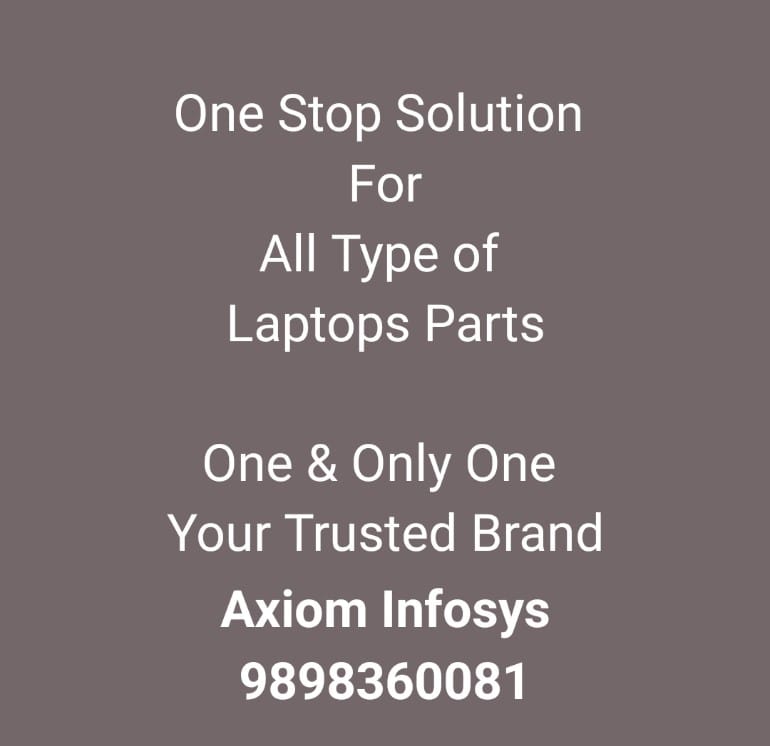 One Stop Solution
For
All Type of
Laptops Parts
One & Only One
Your Trusted Brand
Axiom Infosys
9898360081